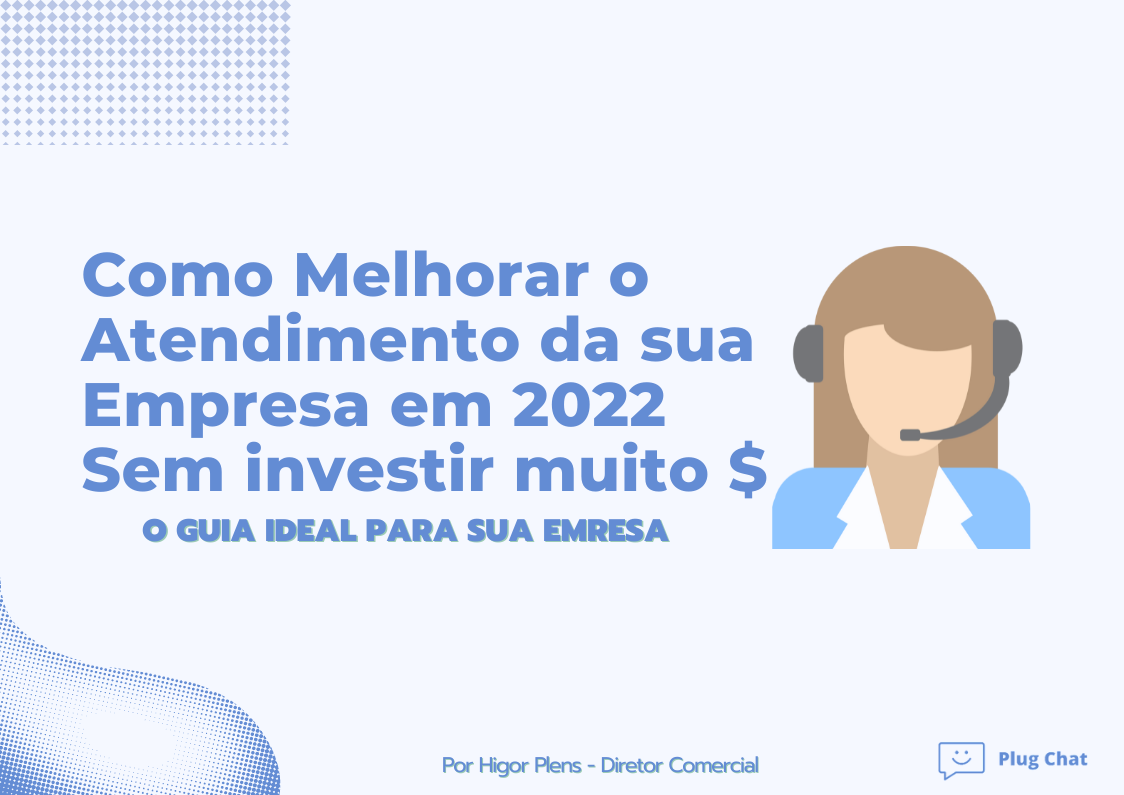 Como Melhorar o
Atendimento da sua
Empresa em 2022
Sem investir muito $
O GUIA IDEAL PARA SUA EMRESA
Por Higor Plens - Diretor Comercial
Plug Chat